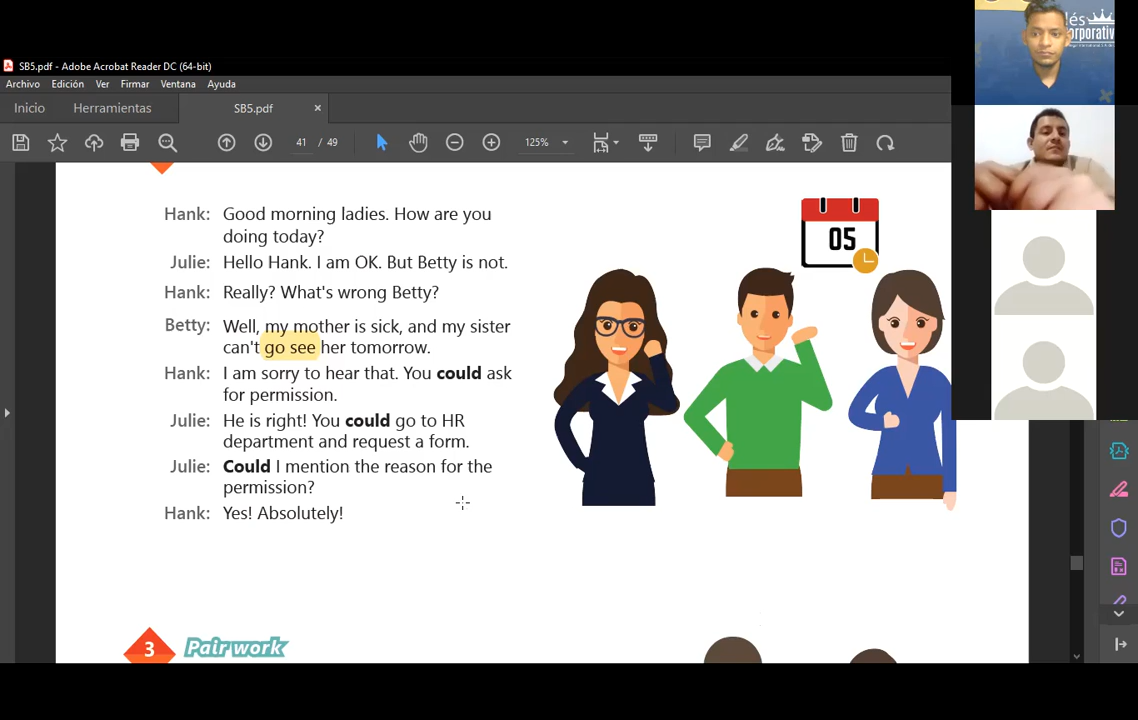 SB5.pdf - Adobe Acrobat Reader DC (64-bit)
Archivo Edición Ver Firmar Ventana Ayuda
Inicio Herramientas SB5.pdf ×
41 / 49 125%
Hank: Good morning ladies. How are you
doing today?
Julie: Hello Hank. I am OK. But Betty is not.
Hank: Really? What's wrong Betty?
Betty: Well, my mother is sick, and my sister
can't go see her tomorrow.
Hank: I am sorry to hear that. You could ask
for permission.
Julie: He is right! You could go to HR
department and request a form.
Julie: Could I mention the reason for the
permission?
Hank: Yes! Absolutely!
05
3 Pair work